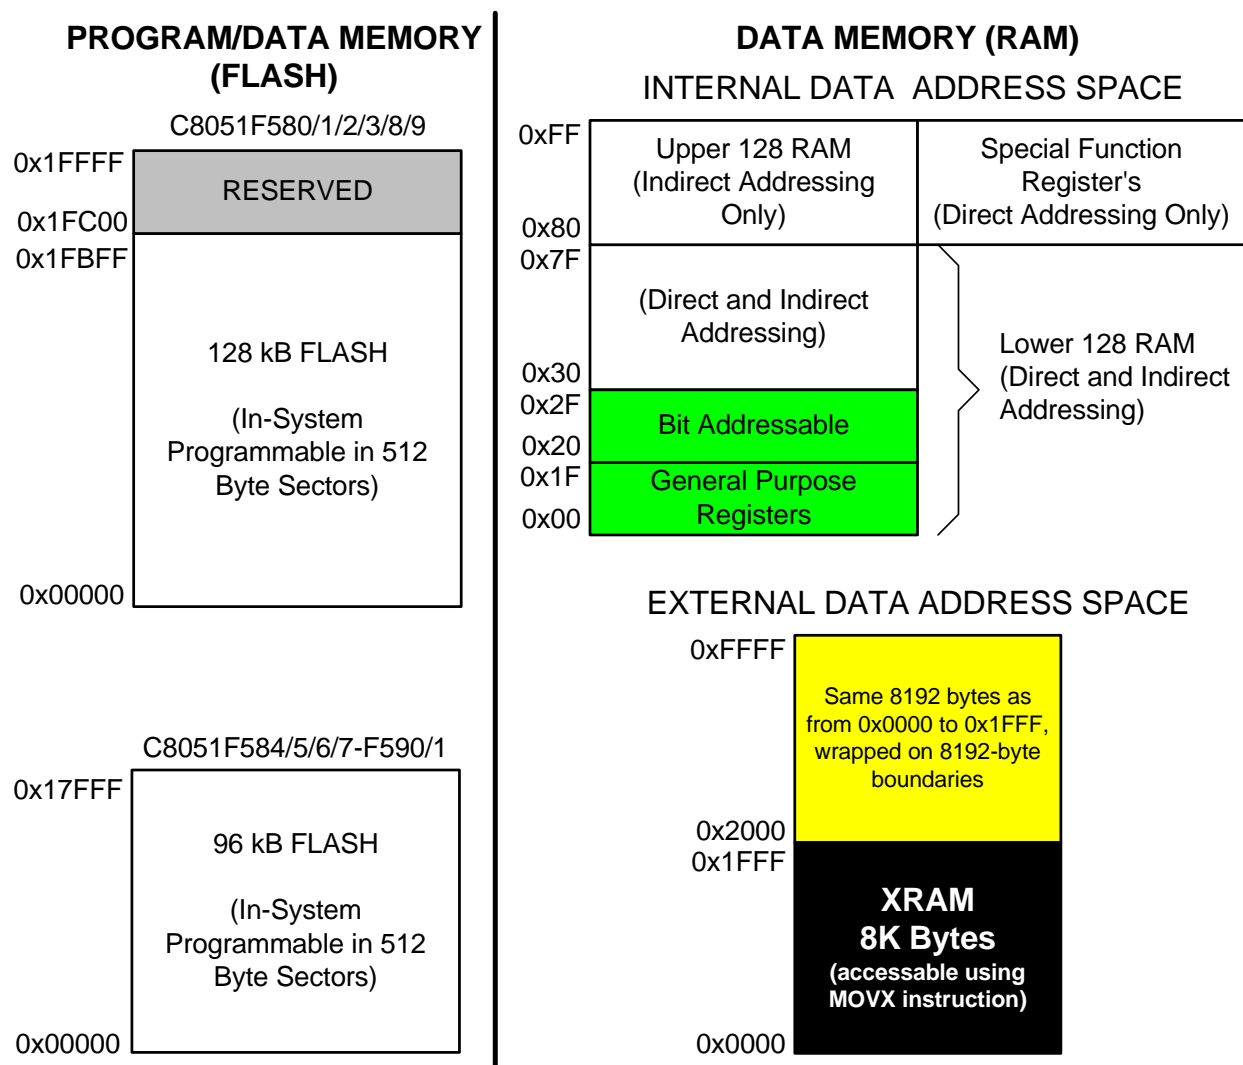 PROGRAM/DATA MEMORY
(FLASH)
C8051F580/1/2/3/8/9
0x1FFFF
RESERVED
0x1FC00
0x1FBFF
128 kB FLASH
(In-System
Programmable in 512
Byte Sectors)
0x00000
C8051F584/5/6/7-F590/1
0x17FFF
96 kB FLASH
(In-System
Programmable in 512
Byte Sectors)
0x00000
DATA MEMORY (RAM)
INTERNAL DATA  ADDRESS SPACE
0xFF
Upper 128 RAM
(Indirect Addressing
Only)
0x80
Special Function
Register's
(Direct Addressing Only)
0x7F
(Direct and Indirect
Addressing)
0x30
0x2F
Bit Addressable
0x20
0x1F
General Purpose
Registers
0x00
Lower 128 RAM
(Direct and Indirect
Addressing)
EXTERNAL DATA ADDRESS SPACE
0xFFFF
Same 8192 bytes as
from 0x0000 to 0x1FFF,
wrapped on 8192-byte
boundaries
0x2000
0x1FFF
XRAM
8K Bytes
(accessable using
MOVX instruction)
0x0000